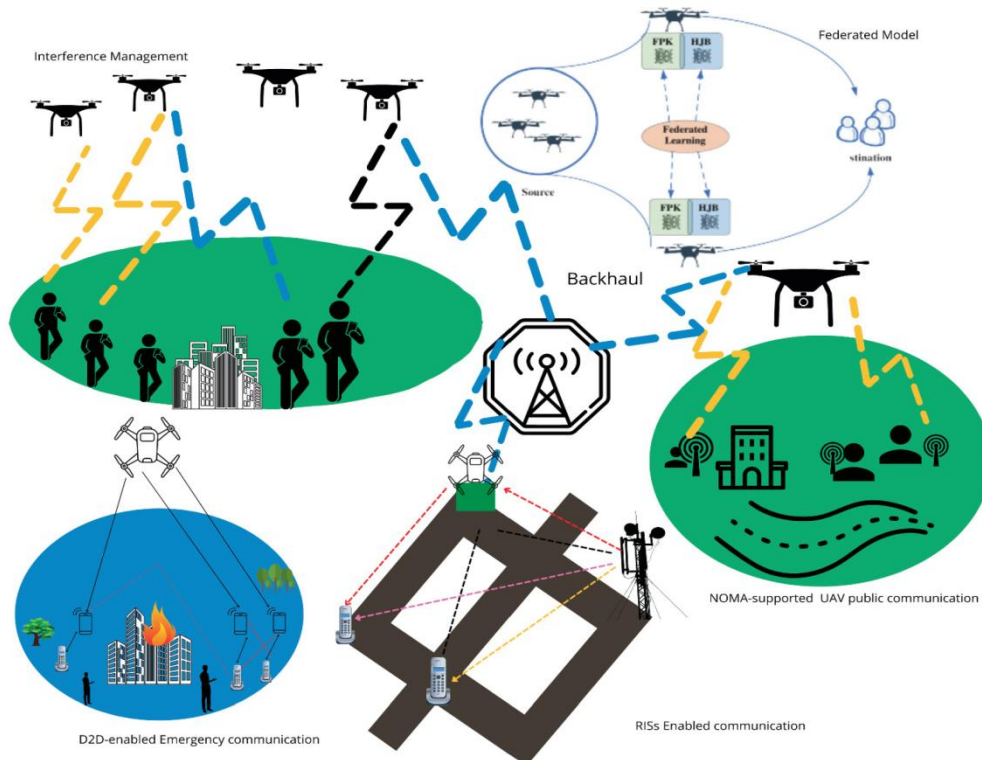 Interference Management
Federated Model
FPK
HJB
Federated
Learning
stination
Source
FPK
HJB
Backhaul
NOMA-supported UAV public communication
RISs Enabled communication
D2D-enabled Emergency communication